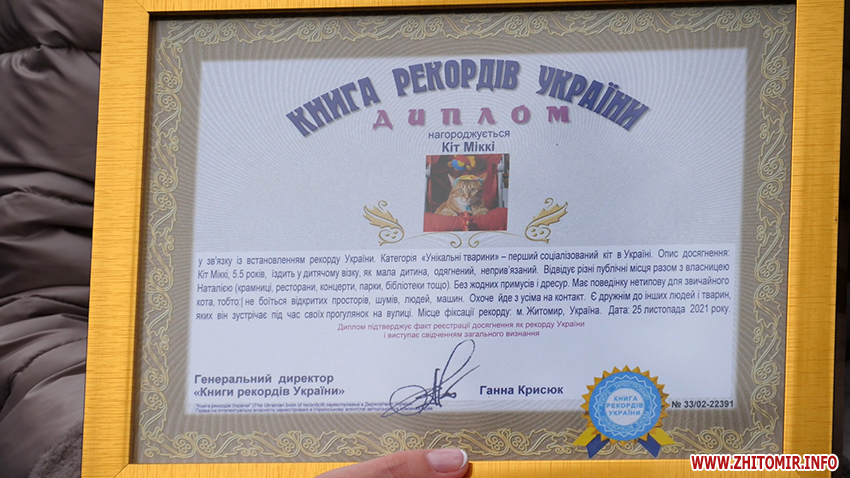 КНИГА РЕКОРДІВ УКРАЇНИ
ДИПЛОМ
нагороджується
Кіт Міккі
у зв'язку із встановленням рекорду України. Категорія «Унікальні тварини» – перший соціалізований кіт в Україні. Опис досягнення:
Кіт Міккі, 5.5 років, їздить у дитячому візку, як мала дитина, одягнений, неприв'язаний. Відвідує різні публічні місця разом з власницею
Наталією (крамниці, ресторани, концерти, парки, бібліотеки тощо). Без жодних примусів і дресур. Має поведінку нетипову для звичайного
кота, тобто: не боїться відкритих просторів, шумів, людей, машин. Охоче йде з усіма на контакт. Є дружнім до інших людей і тварин,
яких він зустрічає під час своїх прогулянок на вулиці. Місце фіксації рекорду: м. Житомир, Україна. Дата: 25 листопада 2021 року.
Диплом підтверджує факт реєстрації досягнення як рекорду України
і виступає свідченням загального визнання
Генеральний директор
«Книги рекордів України»
Ганна Крисюк
КНИГА
РЕКОРДІВ
УКРАЇНИ
№ 33/02-22391
WWW.ZHITOMIR.INFO